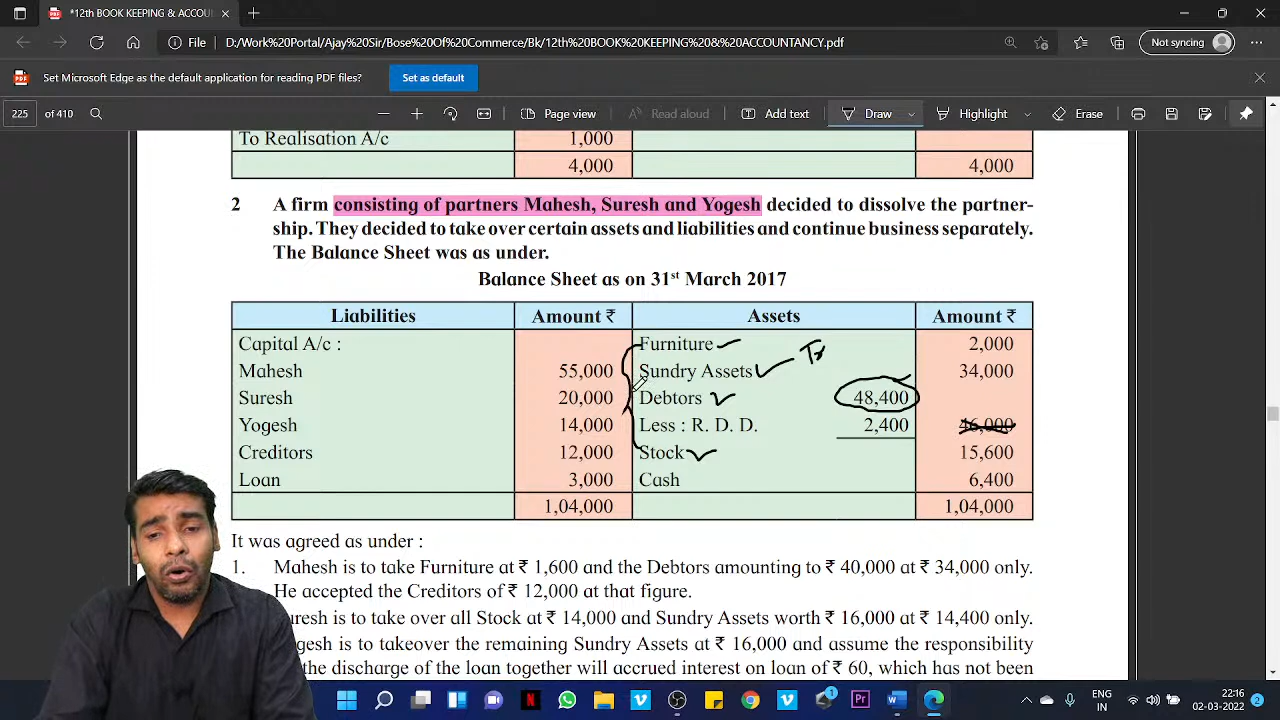 *12th BOOK KEEPING & ACCOU
File D:/Work%20Portal/Ajay%20Sir/Bose%20Of%20Commerce/Bk/12th%20BOOK%20KEEPING%20&%20ACCOUNTANCY.pdf
Not syncing
Set Microsoft Edge as the default application for reading PDF files? Set as default
225 of 410 Page view Read aloud Add text Draw Highlight Erase
To Realisation A/c 1,000
4,000 4,000
2 A firm consisting of partners Mahesh, Suresh and Yogesh decided to dissolve the partner-
ship. They decided to take over certain assets and liabilities and continue business separately.
The Balance Sheet was as under.
Balance Sheet as on 31st March 2017
Liabilities Amount ₹ Assets Amount ₹
Capital A/c : Furniture 2,000
Mahesh 55,000 Sundry Assets 34,000
Suresh 20,000 Debtors 48,400
Yogesh 14,000 Less : R. D. D. 2,400 46,000
Creditors 12,000 Stock 15,600
Loan 3,000 Cash 6,400
1,04,000 1,04,000
It was agreed as under :
1. Mahesh is to take Furniture at ₹ 1,600 and the Debtors amounting to ₹ 40,000 at ₹ 34,000 only.
He accepted the Creditors of ₹ 12,000 at that figure.
uresh is to take over all Stock at ₹ 14,000 and Sundry Assets worth ₹ 16,000 at ₹ 14,400 only.
gesh is to takeover the remaining Sundry Assets at ₹ 16,000 and assume the responsibility
the discharge of the loan together will accrued interest on loan of ₹ 60, which has not been
ENG
IN
22:16
02-03-2022